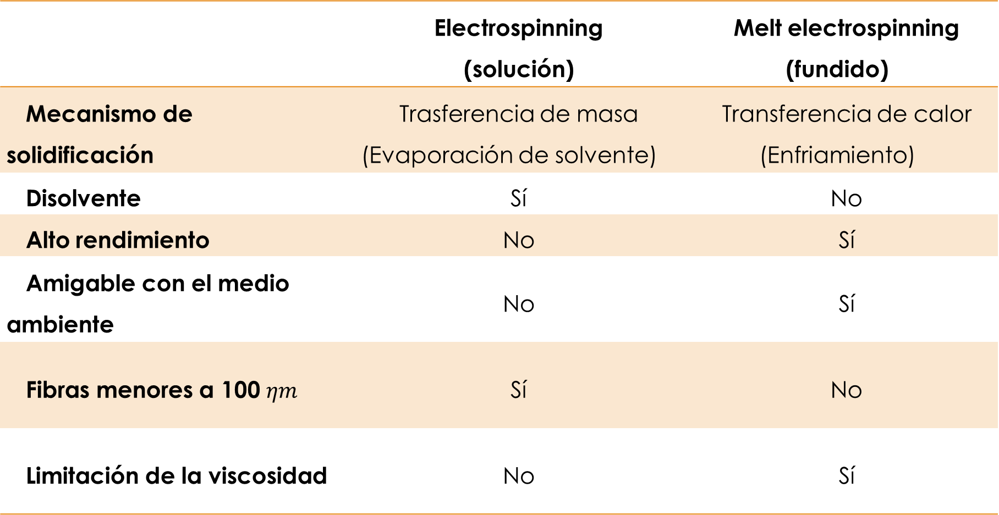 Electrospinning Melt electrospinning
(solución) (fundido)
Mecanismo de Trasferencia de masa Transferencia de calor
solidificación (Evaporación de solvente) (Enfriamiento)
Disolvente Sí No
Alto rendimiento No Sí
Amigable con el medio
ambiente No Sí
Fibras menores a 100 𝜂𝑚 Sí No
Limitación de la viscosidad No Sí